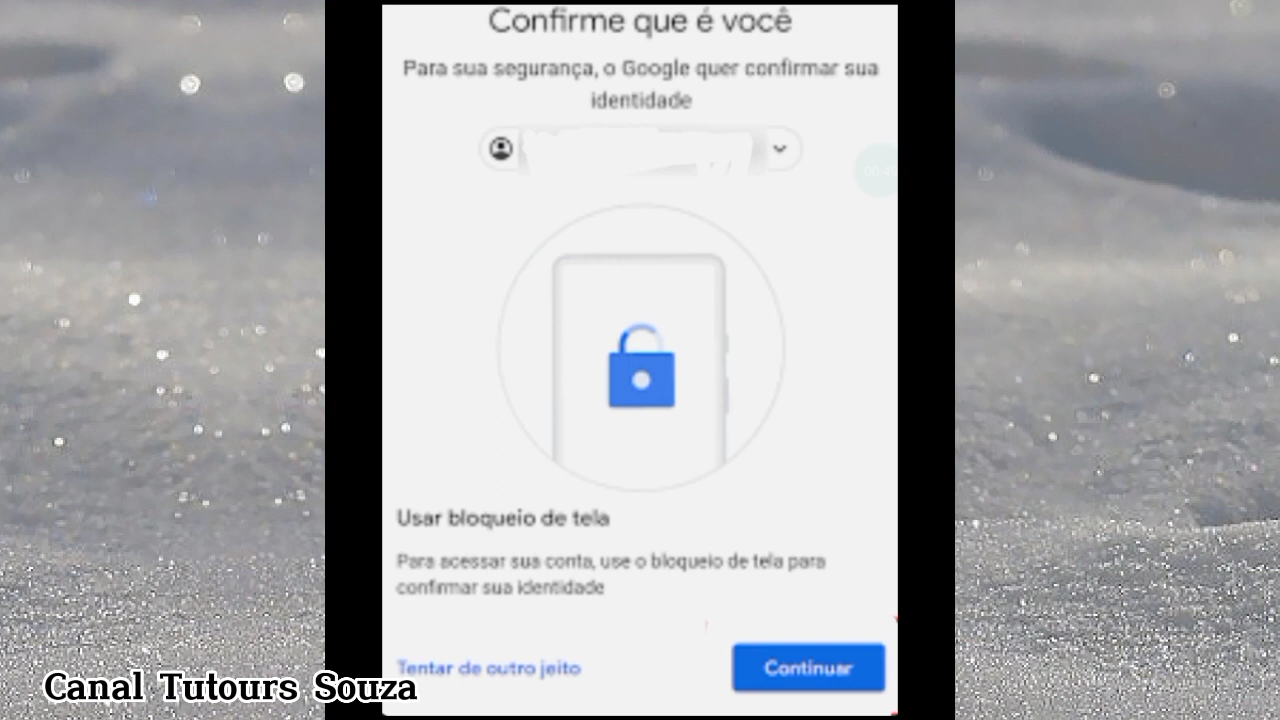 Confirme que é você
Para sua segurança, o Google quer confirmar sua
identidade
Usar bloqueio de tela
Para acessar sua conta, use o bloqueio de tela para
confirmar sua identidade
Tentar de outro jeito
Continuar
Canal Tutours Souza